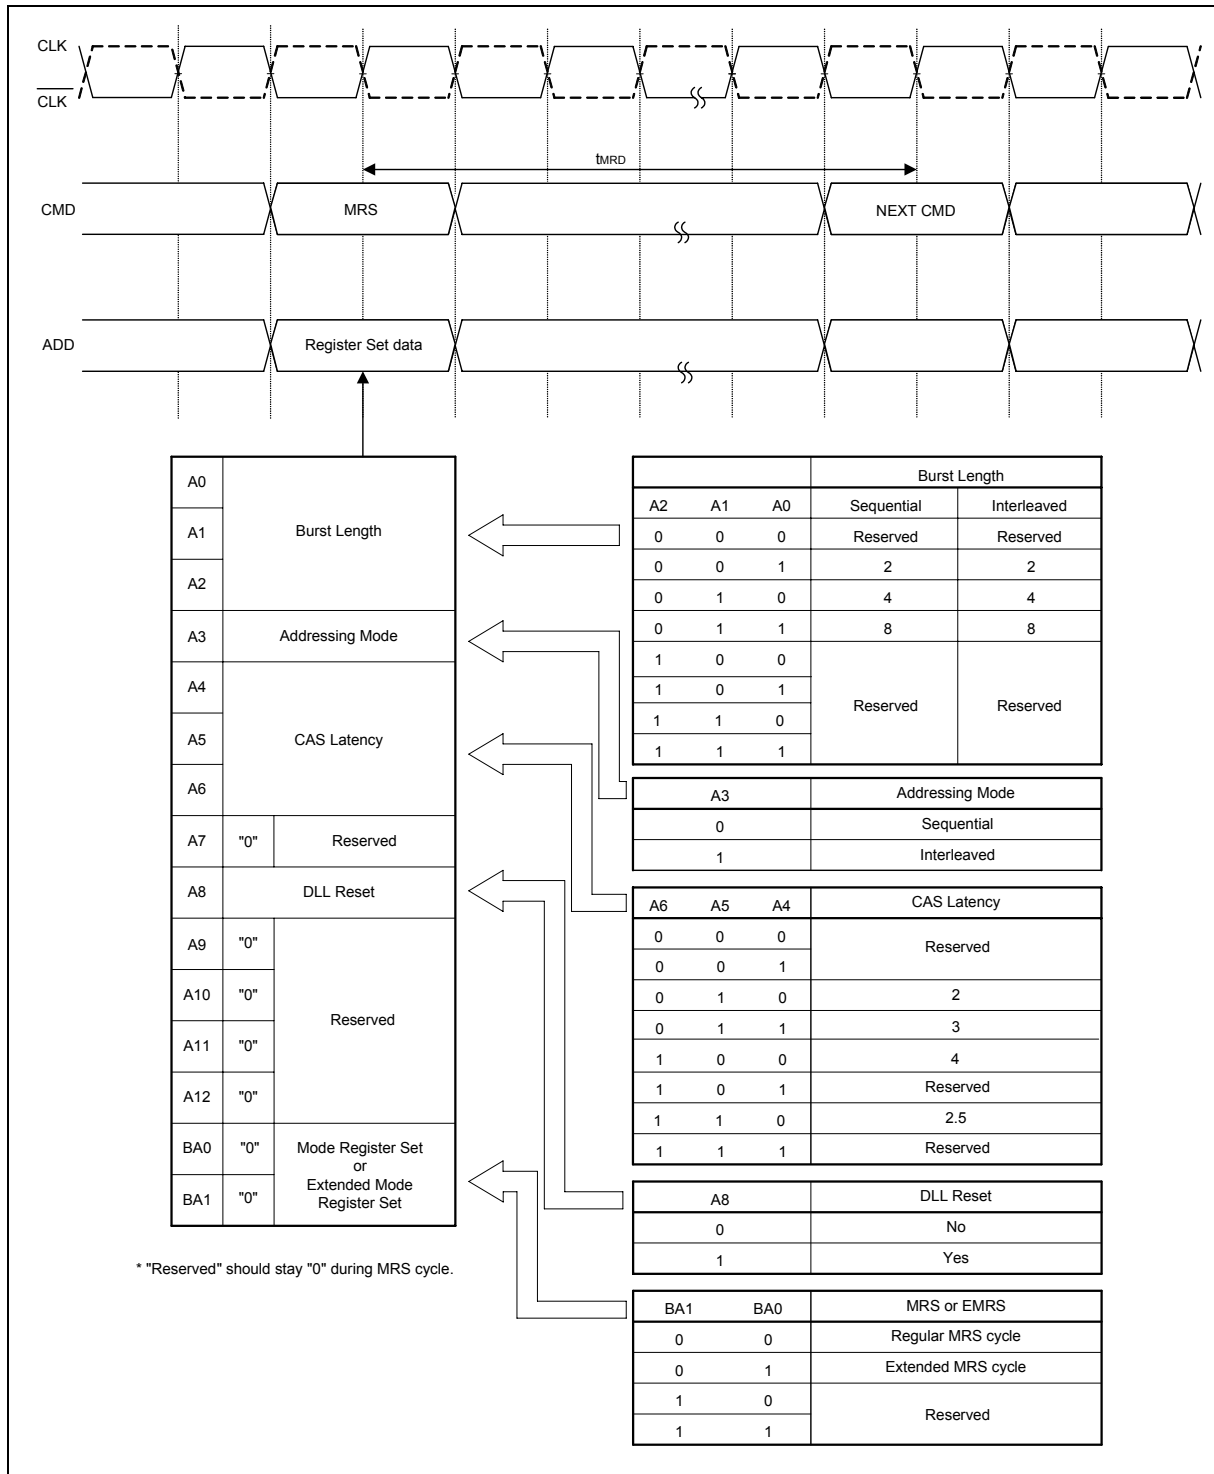 CLK
CLK
tMRD
CMD MRS NEXT CMD
ADD Register Set data
A0
A1 Burst Length
A2
A3 Addressing Mode
A4
A5 CAS Latency
A6
A7 "0" Reserved
A8 DLL Reset
A9 "0"
A10 "0"
Reserved
A11 "0"
A12 "0"
BA0 "0" Mode Register Set
or
Extended Mode
BA1 "0" Register Set
* "Reserved" should stay "0" during MRS cycle.
Burst Length
A2 A1 A0 Sequential Interleaved
0 0 0 Reserved Reserved
0 0 1 2 2
0 1 0 4 4
0 1 1 8 8
1 0 0
1 0 1
Reserved Reserved
1 1 0
1 1 1
A3 Addressing Mode
0 Sequential
1 Interleaved
A6 A5 A4 CAS Latency
0 0 0
Reserved
0 0 1
0 1 0 2
0 1 1 3
1 0 0 4
1 0 1 Reserved
1 1 0 2.5
1 1 1 Reserved
A8 DLL Reset
0 No
1 Yes
BA1 BA0 MRS or EMRS
0 0 Regular MRS cycle
0 1 Extended MRS cycle
1 0
Reserved
1 1